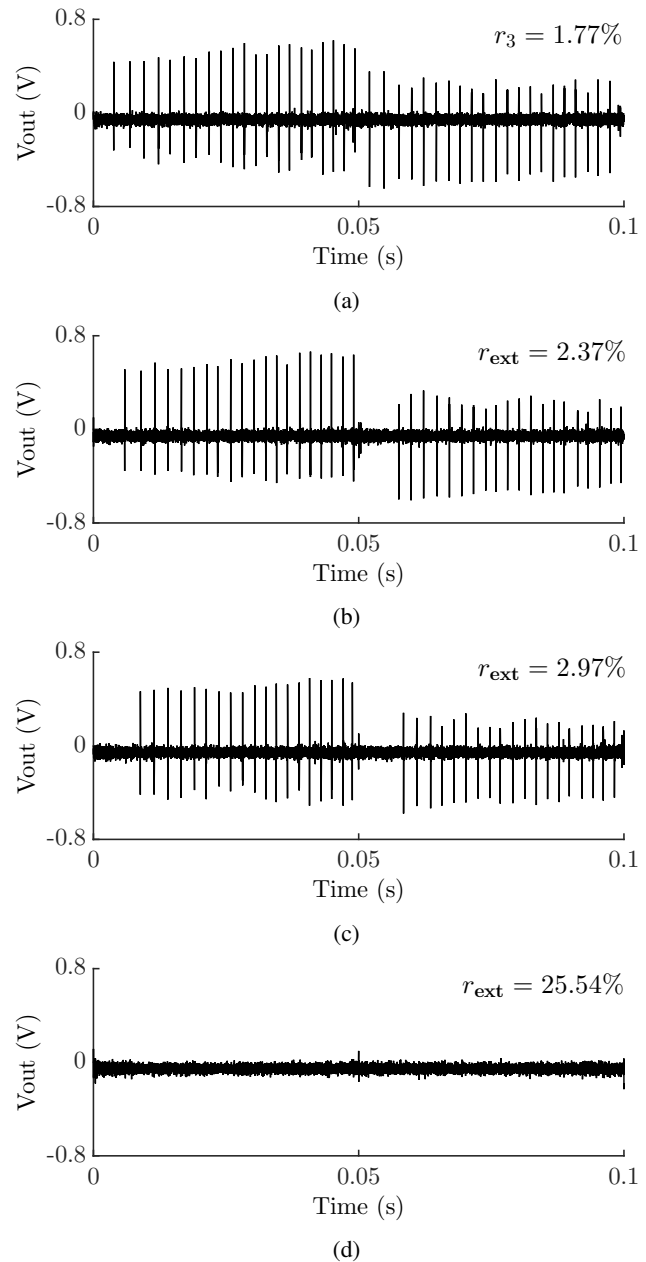 0.8
r3 = 1.77%
Vout (V)
0
-0.8
0
0.05
0.1
Time (s)
(a)
0.8
rext = 2.37%
Vout (V)
0
-0.8
0
0.05
0.1
Time (s)
(b)
0.8
rext = 2.97%
Vout (V)
0
-0.8
0
0.05
0.1
Time (s)
(c)
0.8
rext = 25.54%
Vout (V)
0
-0.8
0
0.05
0.1
Time (s)
(d)